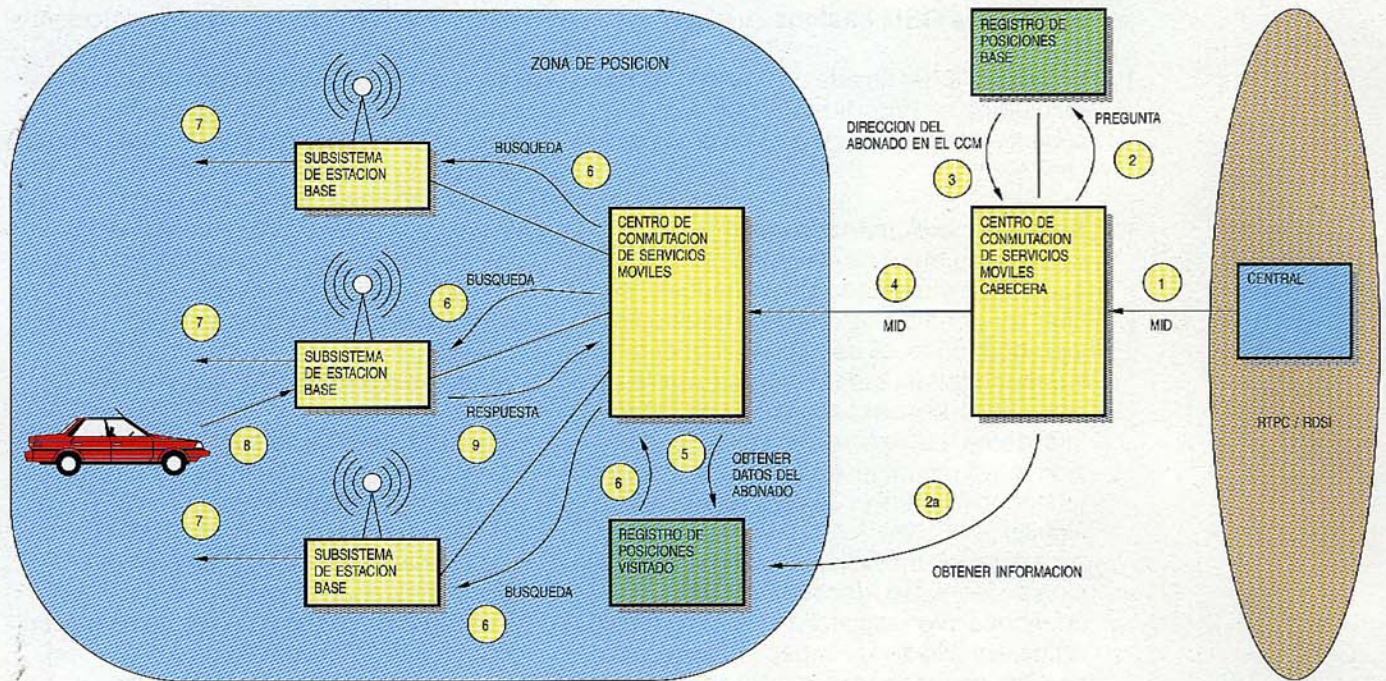 ZONA DE POSICION
REGISTRO DE
POSICIONES
BASE
7
SUBSISTEMA
DE ESTACION
BASE
BUSQUEDA
6
DIRECCION DEL
ABONADO EN EL CCM
3
PREGUNTA
2
CENTRO DE
CONMUTACION
DE SERVICIOS
MOVILES
CENTRO DE
CONMUTACION
DE SERVICIOS
MOVILES
CABECERA
4
MID
1
MID
CENTRAL
RTPC / RDSI
7
SUBSISTEMA
DE ESTACION
BASE
BUSQUEDA
6
8
RESPUESTA
9
6
5
OBTENER
DATOS DEL
ABONADO
2a
OBTENER INFORMACION
7
SUBSISTEMA
DE ESTACION
BASE
BUSQUEDA
6
REGISTRO DE
POSICIONES
VISITADO